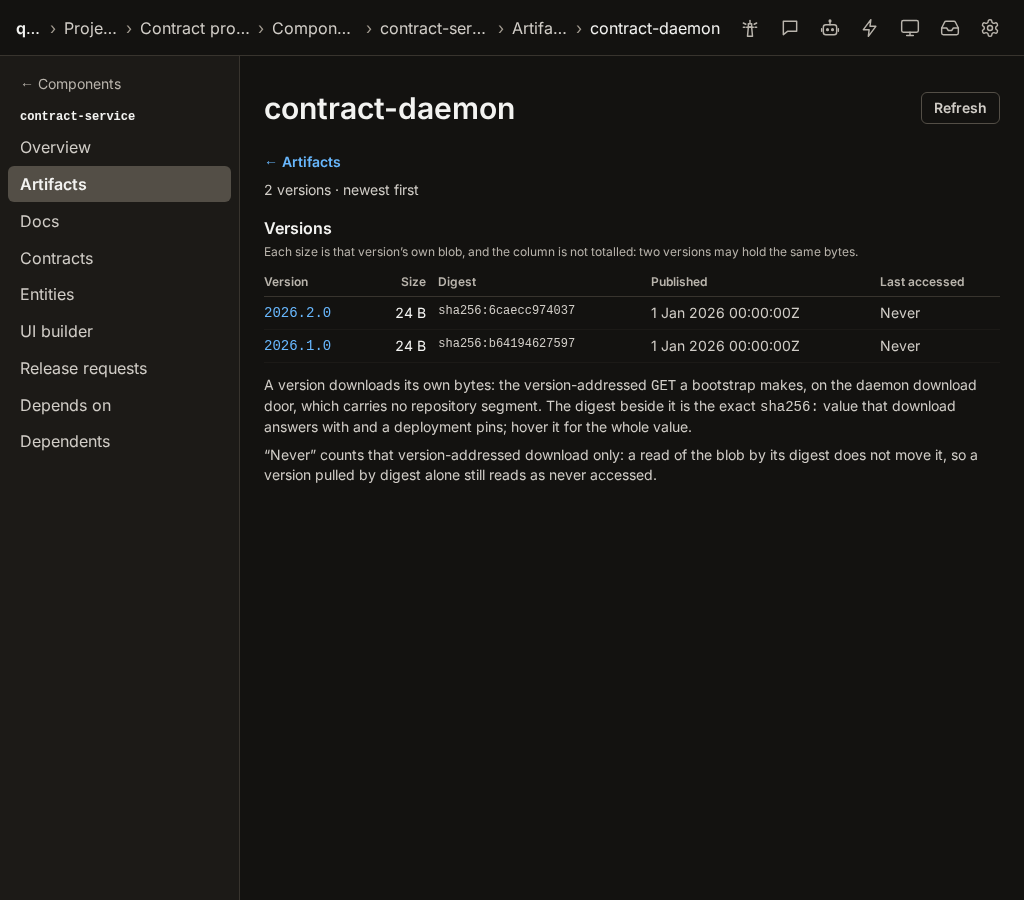 q... › Proje... › Contract pro... › Compon... › contract-ser... › Artifa... › contract-daemon
← Components
contract-service
Overview
Artifacts
Docs
Contracts
Entities
UI builder
Release requests
Depends on
Dependents
contract-daemon
Refresh
← Artifacts
2 versions · newest first
Versions
Each size is that version’s own blob, and the column is not totalled: two versions may hold the same bytes.
Version Size Digest Published Last accessed
2026.2.0 24 B sha256:6caecc974037 1 Jan 2026 00:00:00Z Never
2026.1.0 24 B sha256:b64194627597 1 Jan 2026 00:00:00Z Never
A version downloads its own bytes: the version-addressed GET a bootstrap makes, on the daemon download
door, which carries no repository segment. The digest beside it is the exact sha256: value that download
answers with and a deployment pins; hover it for the whole value.
“Never” counts that version-addressed download only: a read of the blob by its digest does not move it, so a
version pulled by digest alone still reads as never accessed.